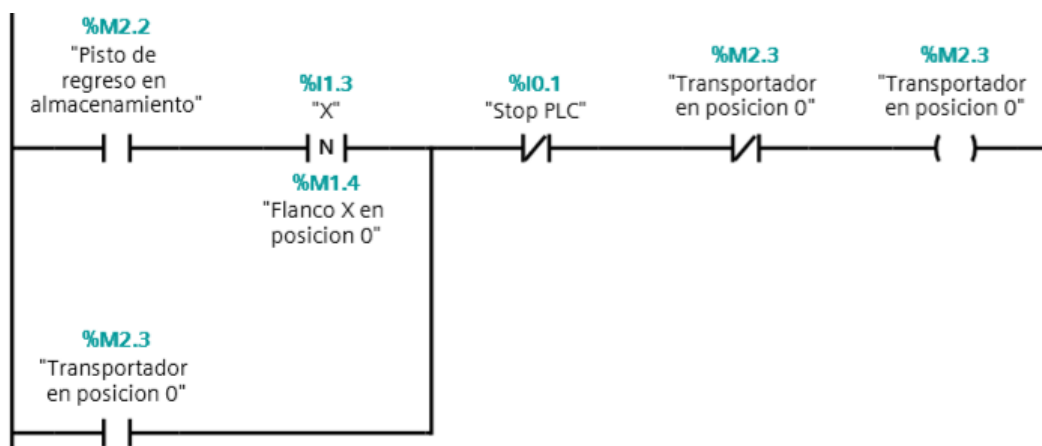 %M2.2
"Pisto de
regreso en
almacenamiento"
%I1.3
"X"
N
%M1.4
"Flanco X en
posicion 0"
%I0.1
"Stop PLC"
%M2.3
"Transportador
en posicion 0"
%M2.3
"Transportador
en posicion 0"
%M2.3
"Transportador
en posicion 0"